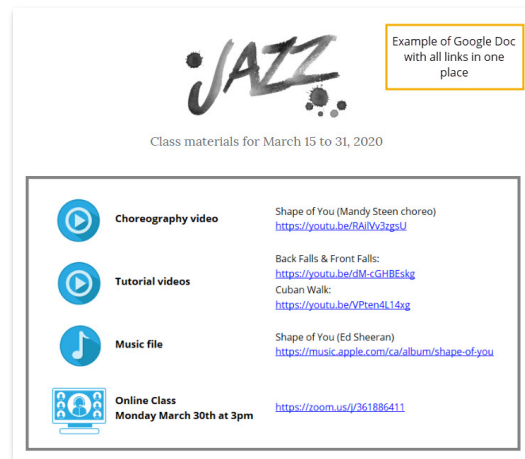 JAZZ
Example of Google Doc
with all links in one
place
Class materials for March 15 to 31, 2020
Choreography video
Shape of You (Mandy Steen choreo)
https://youtu.be/RAilVv3zgsU
Tutorial videos
Back Falls & Front Falls:
https://youtu.be/dM-cGHBEskg
Cuban Walk:
https://youtu.be/VPten4L14xg
Music file
Shape of You (Ed Sheeran)
https://music.apple.com/ca/album/shape-of-you
Online Class
Monday March 30th at 3pm
https://zoom.us/j/361886411